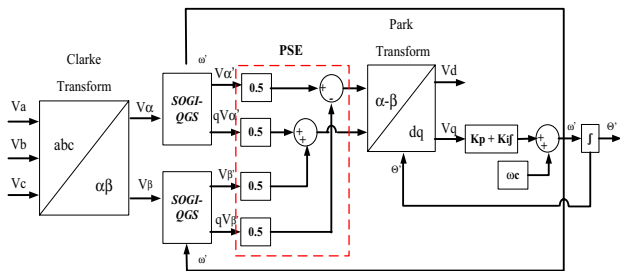 Park
Transform
Clarke
Transform
PSE
ω'
Vα'
Vd
Va
Vb
Vc
abc
αβ
Vα
SOGI-
QGS
0.5
+
-
α-β
dq
qVα'
0.5
+
+
Vq
Kp + Ki∫
+
+
ω'
∫
Θ'
ωc
Θ'
Vβ
SOGI-
QGS
Vβ'
0.5
qVβ'
0.5
ω'